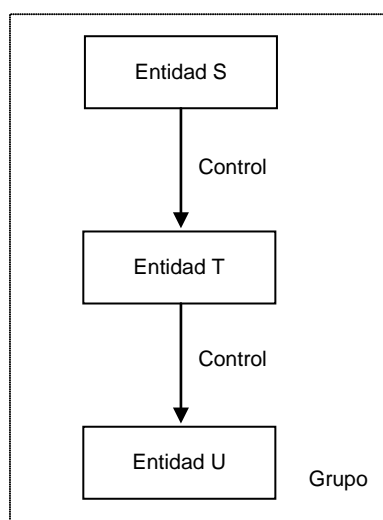 Entidad S
Control
Entidad T
Control
Entidad U
Grupo